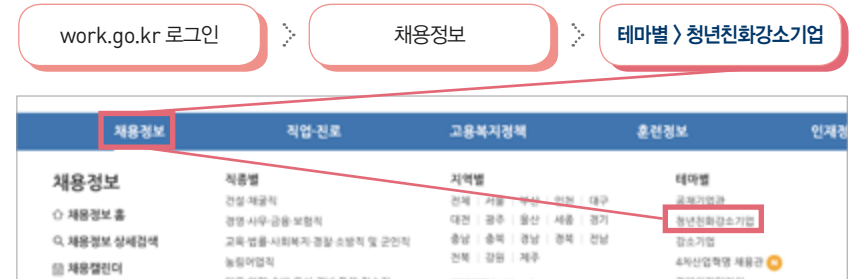 work.go.kr 로그인
채용정보
테마별 〉 청년친화강소기업
채용정보 직업·진로 고용복지정책 훈련정보 인재정
채용정보 직종별 지역별 테마별
건설·채굴직 전체 서울 부산 인천 대구 공채기업관
채용정보 홈 경영·사무·금융·보험직 대전 광주 울산 세종 경기 청년친화강소기업
채용정보 상세검색 교육·법률·사회복지·경찰·소방직 및 군인직 충남 충북 경남 경북 전남 강소기업
채용캘린더 농림어업직 전북 강원 제주 4차산업혁명 채용관